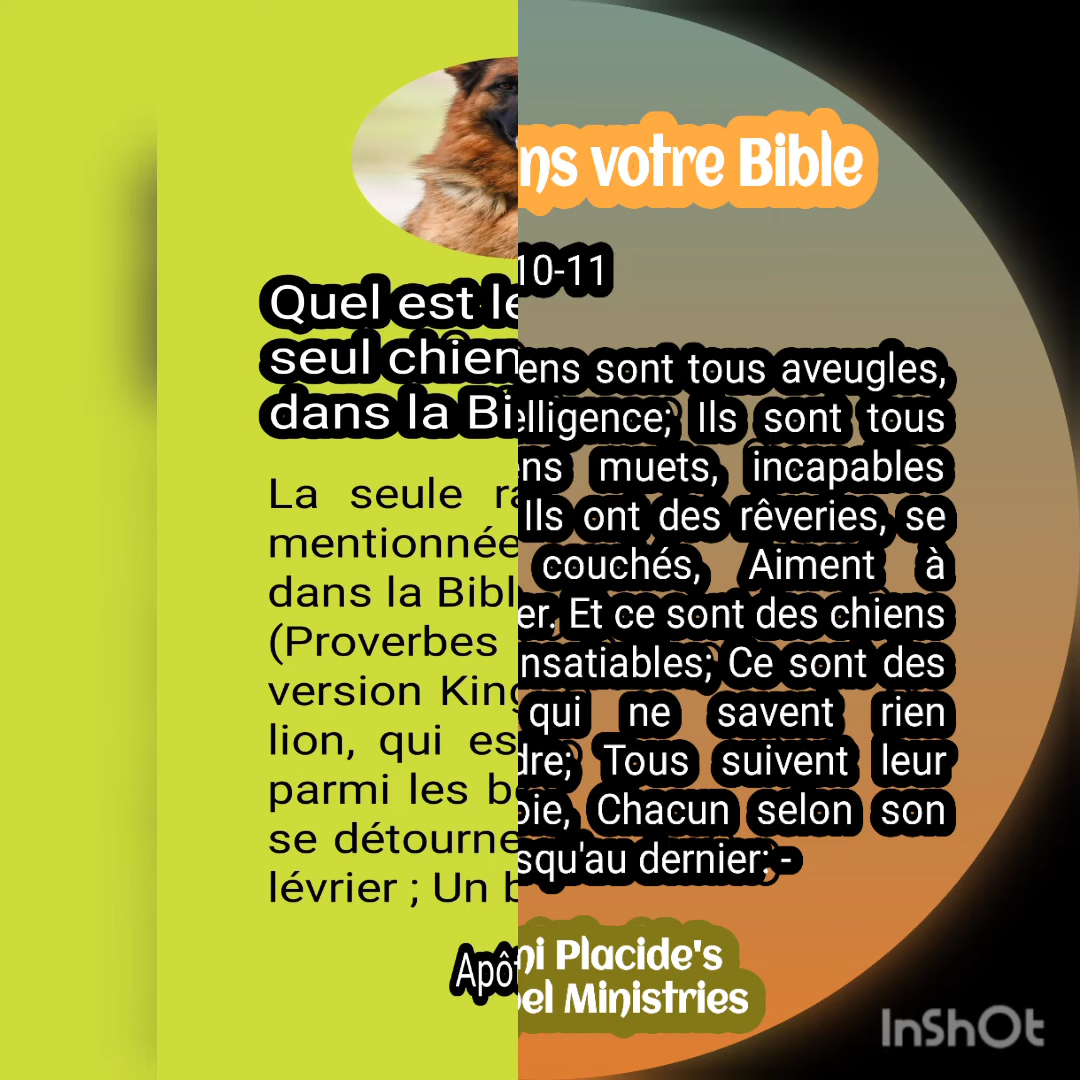 Quel est le
seul chien
dans la Bi
La seule ra
mentionnée
dans la Bibl
(Proverbes
version King
lion, qui es
parmi les b
se détourne
lévrier ; Un b
Apôt
ns votre Bible
10-11
ens sont tous aveugles,
elligence; Ils sont tous
ens muets, incapables
Ils ont des rêveries, se
couchés, Aiment à
er. Et ce sont des chiens
nsatiables; Ce sont des
qui ne savent rien
dre; Tous suivent leur
oie, Chacun selon son
squ'au dernier: -
ni Placide's
el Ministries
InShOt